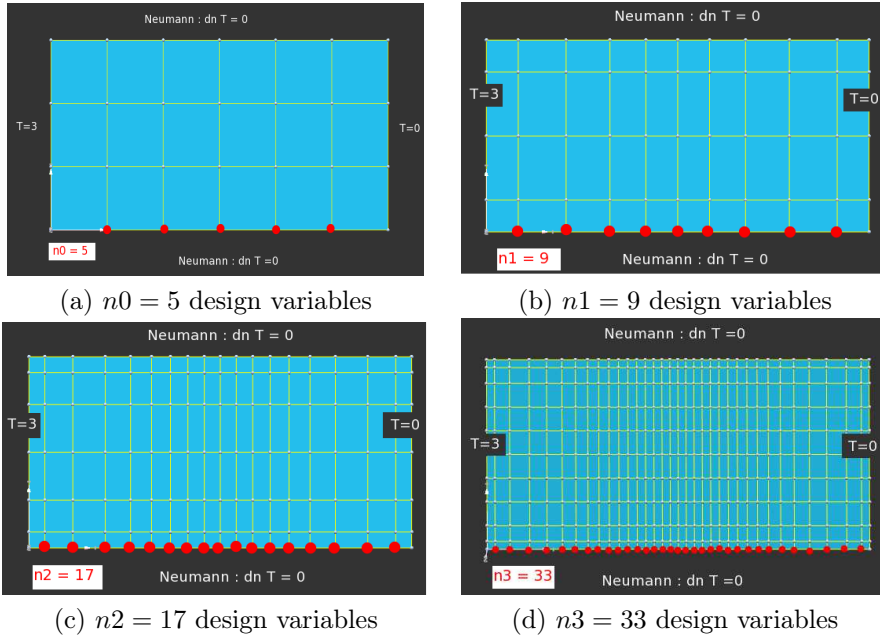 Neumann : dn T = 0
T=3
T=0
n0 = 5
Neumann : dn T =0
(a) n0 = 5 design variables
Neumann : dn T = 0
T=3
T=0
n1 = 9
Neumann : dn T = 0
(b) n1 = 9 design variables
Neumann : dn T = 0
T=3
T=0
n2 = 17
Neumann : dn T = 0
(c) n2 = 17 design variables
Neumann : dn T =0
T=3
T=0
n3 = 33
Neumann : dn T =0
(d) n3 = 33 design variables